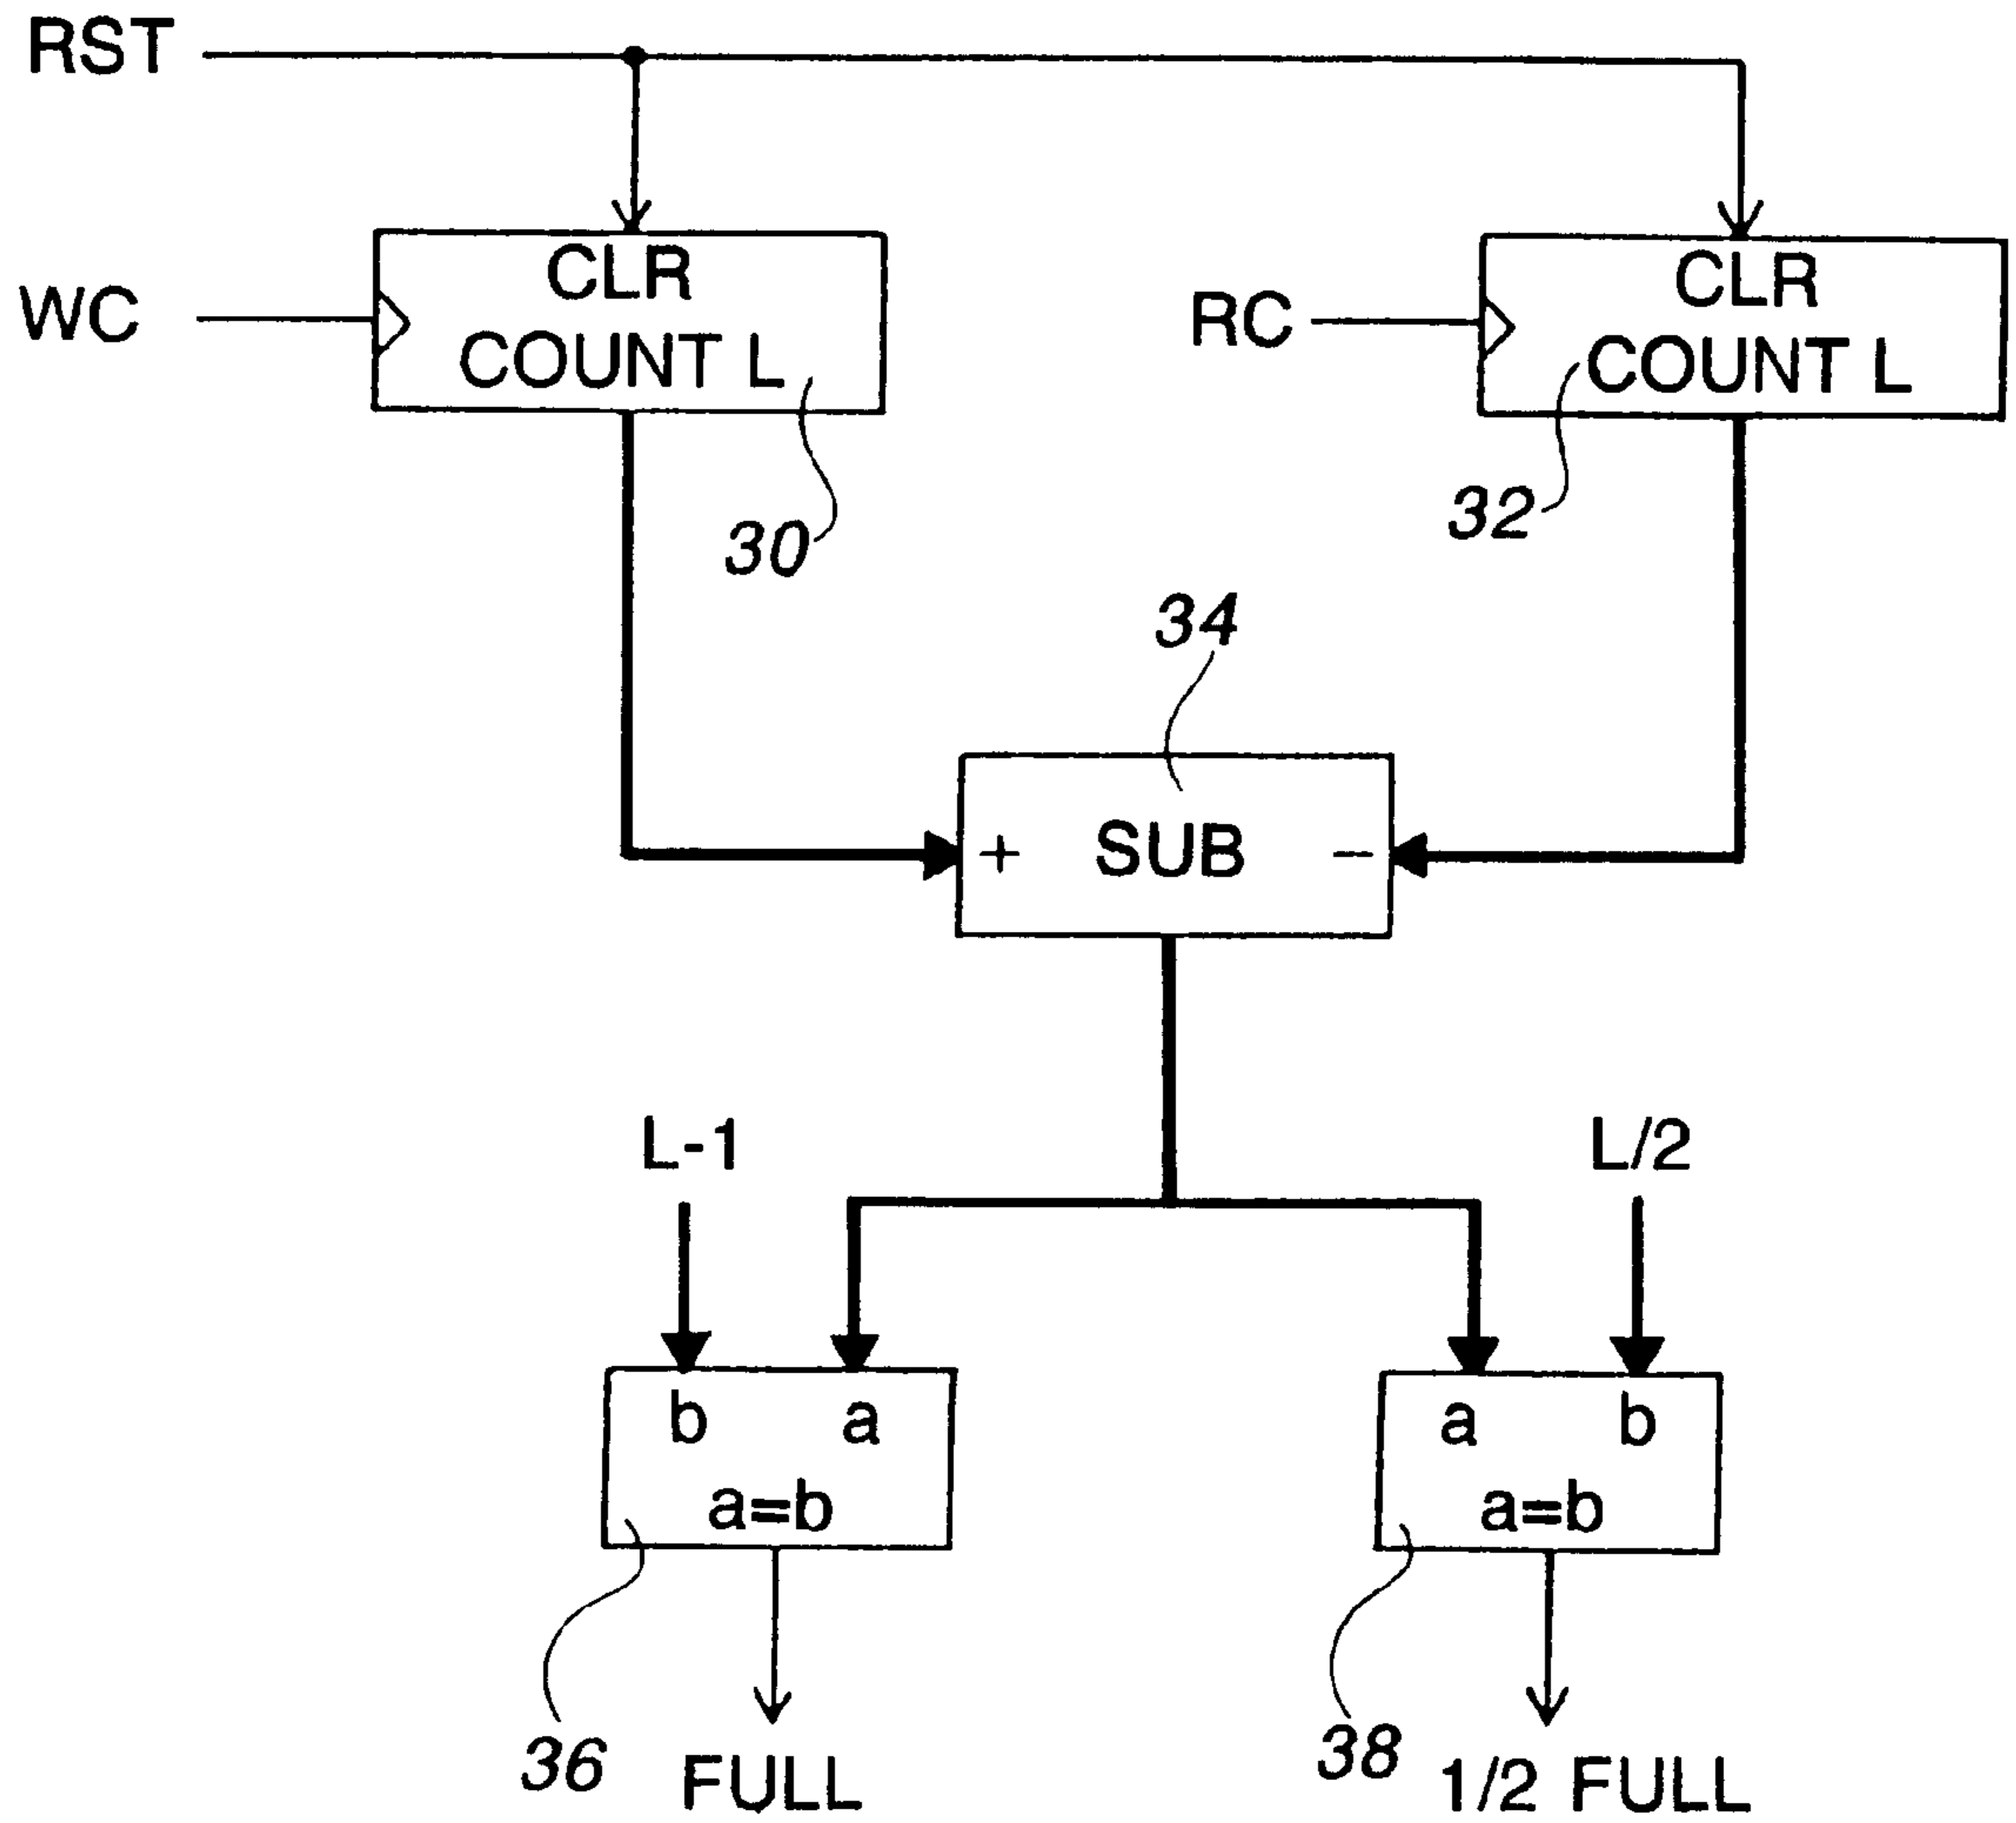 RST
CLR
COUNT L
WC
30
RC
CLR
COUNT L
32
34
+ SUB −
L-1
L/2
b a
a=b
a b
a=b
36
FULL
38
1/2 FULL